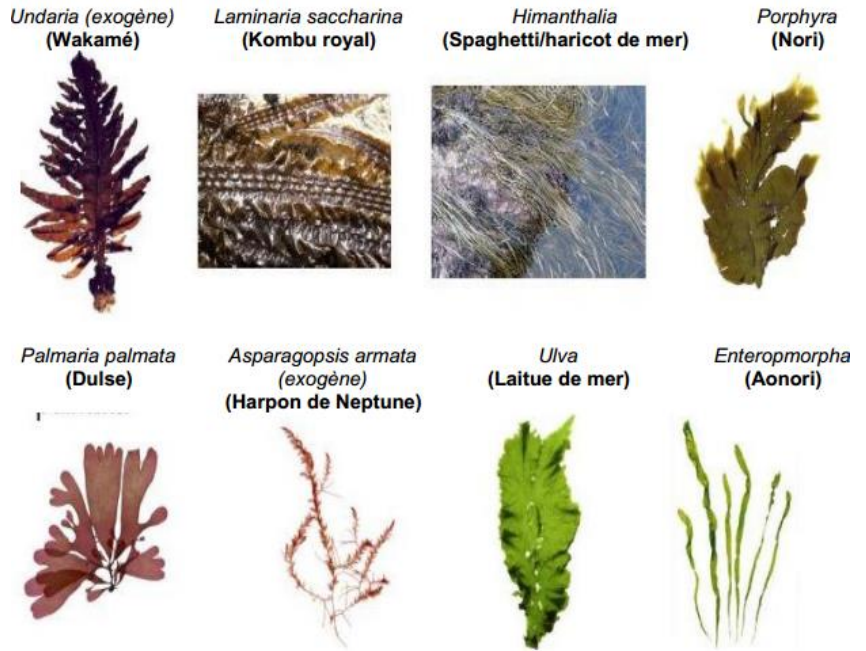 Undaria (exogène)
(Wakamé)
Laminaria saccharina
(Kombu royal)
Himanthalia
(Spaghetti/haricot de mer)
Porphyra
(Nori)
Palmaria palmata
(Dulse)
Asparagopsis armata
(exogène)
(Harpon de Neptune)
Ulva
(Laitue de mer)
Enteropmorpha
(Aonori)